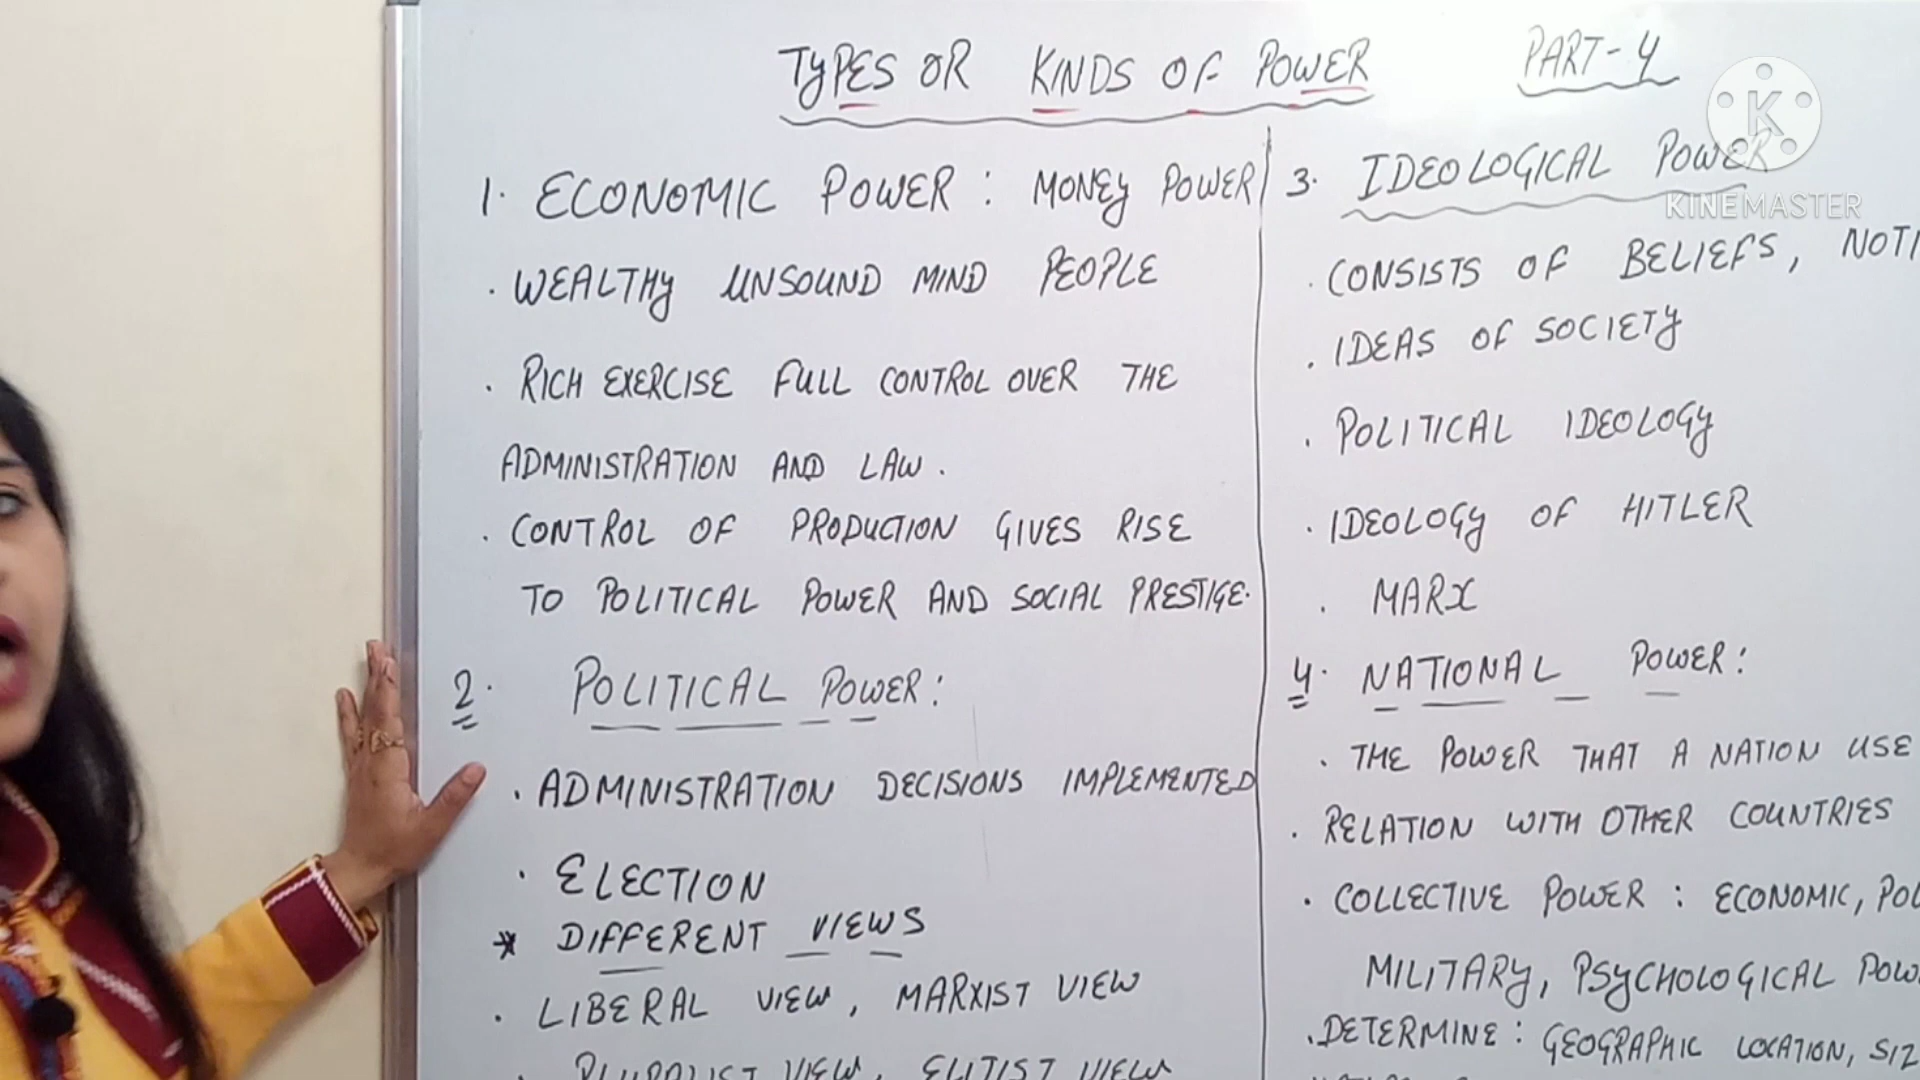 TYPES OR KINDS OF POWER PART-4
1. ECONOMIC POWER: MONEY POWER
· WEALTHY UNSOUND MIND PEOPLE
· RICH EXERCISE FULL CONTROL OVER THE
ADMINISTRATION AND LAW.
· CONTROL OF PRODUCTION GIVES RISE
TO POLITICAL POWER AND SOCIAL PRESTIGE.
2. POLITICAL POWER:
· ADMINISTRATION DECISIONS IMPLEMENTED
· ELECTION
* DIFFERENT VIEWS
· LIBERAL VIEW, MARXIST VIEW
· PLURALIST VIEW, ELITIST VIEW
3. IDEOLOGICAL POWER
· CONSISTS OF BELIEFS,
· IDEAS OF SOCIETY
· POLITICAL IDEOLOGY
· IDEOLOGY OF HITLER
· MARX
4. NATIONAL POWER:
· THE POWER THAT A NATION USE
· RELATION WITH OTHER COUNTRIES
· COLLECTIVE POWER: ECONOMIC,
MILITARY, PSYCHOLOGICAL
· DETERMINE: GEOGRAPHIC LOCATION,
K
KINEMASTER